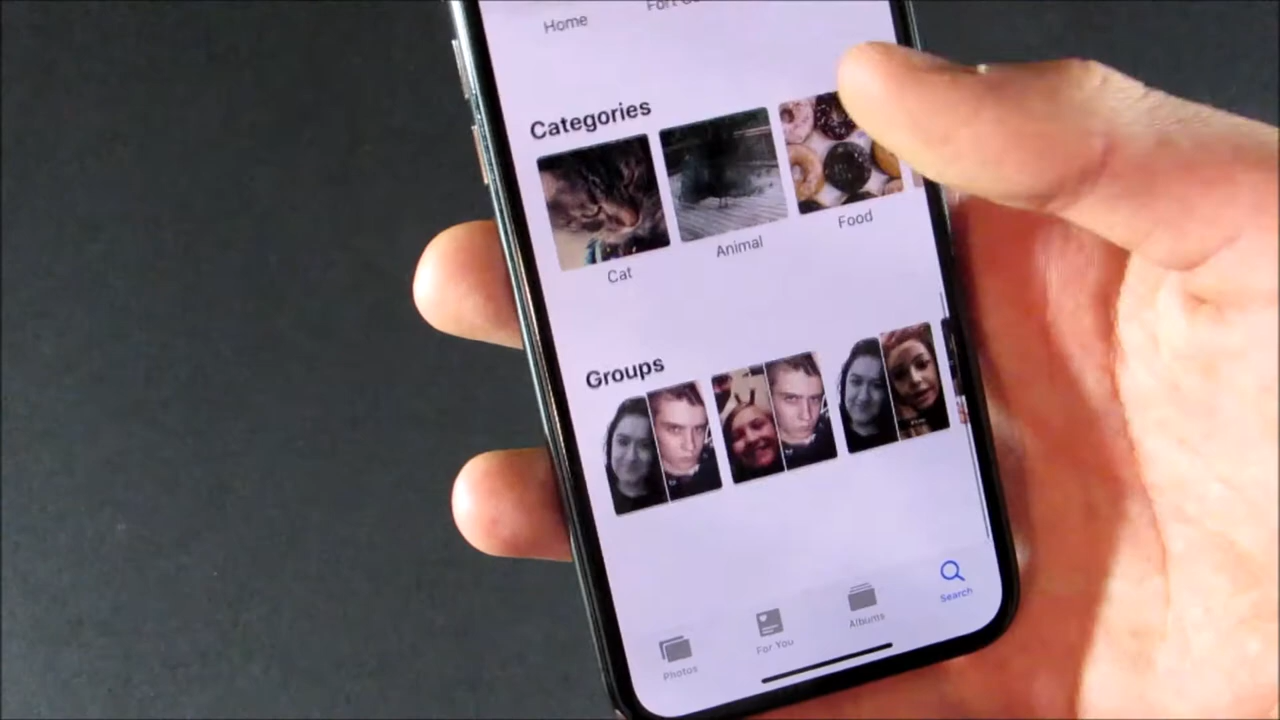 Home
Categories
Cat
Animal
Food
Groups
Photos
For You
Albums
Search